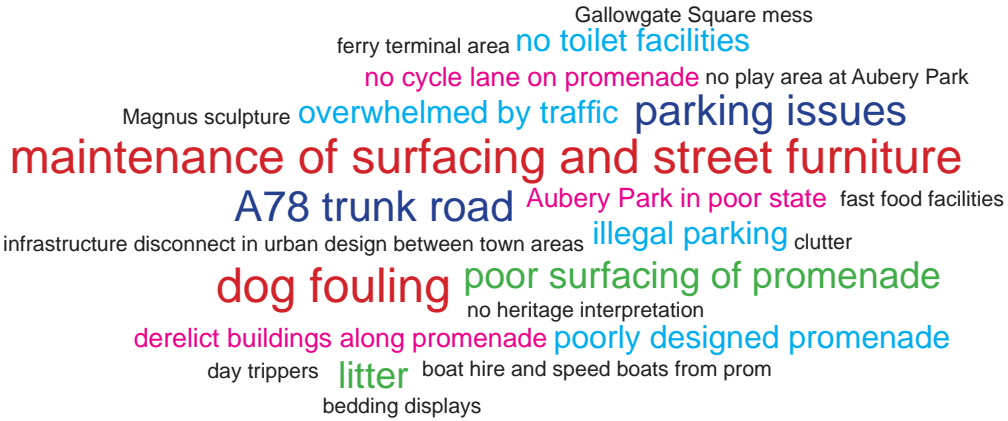 Gallowgate Square mess
ferry terminal area no toilet facilities
no cycle lane on promenade no play area at Aubery Park
Magnus sculpture overwhelmed by traffic parking issues
maintenance of surfacing and street furniture
A78 trunk road Aubery Park in poor state fast food facilities
infrastructure disconnect in urban design between town areas illegal parking clutter
dog fouling poor surfacing of promenade
no heritage interpretation
derelict buildings along promenade poorly designed promenade
day trippers litter boat hire and speed boats from prom
bedding displays